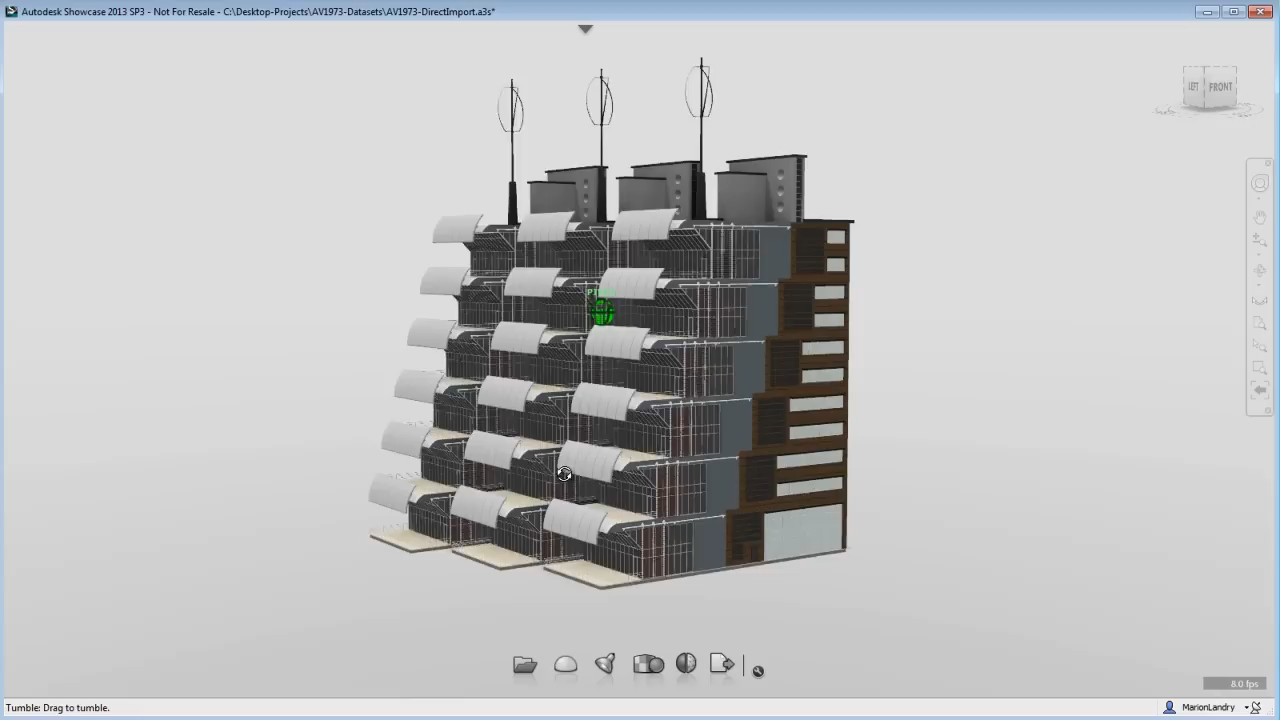 Autodesk Showcase 2013 SP3 - Not For Resale - C:\Desktop-Projects\AV1973-Datasets\AV1973-DirectImport.a3s*
LEFT
FRONT
8.0 fps
Tumble: Drag to tumble.
MarionLandry